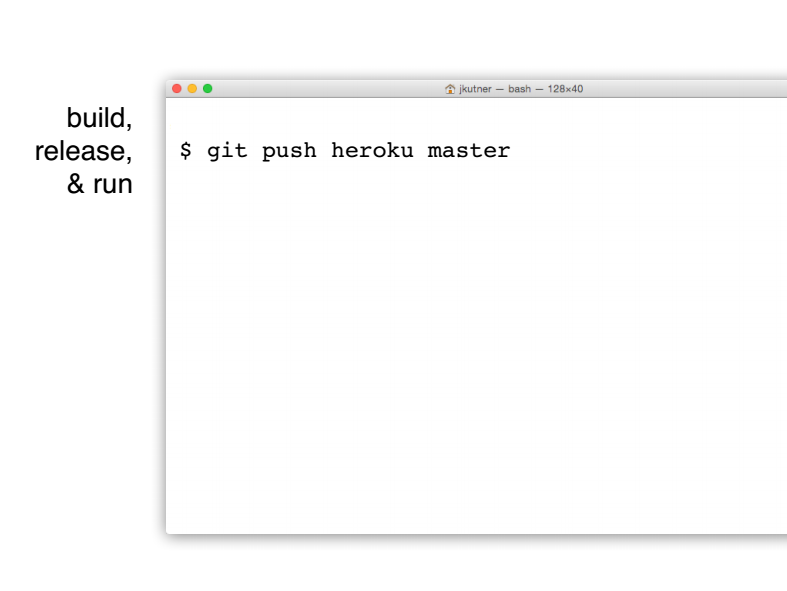 build,
release,
& run
jkutner — bash — 128×40
$ git push heroku master